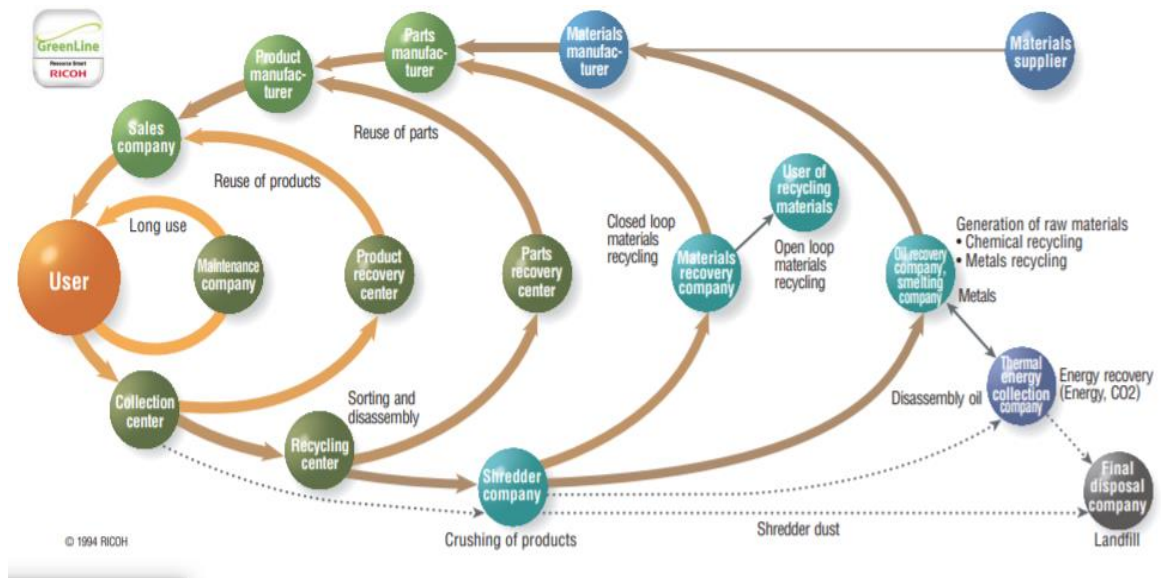 GreenLine
Resource Smart
RICOH
Product
manufac-
turer
Parts
manufac-
turer
Materials
manufac-
turer
Materials
supplier
Sales
company
Reuse of parts
Reuse of products
User of
recycling
materials
Long use
Closed loop
materials
recycling
Generation of raw materials
• Chemical recycling
• Metals recycling
User
Maintenance
company
Product
recovery
center
Parts
recovery
center
Materials
recovery
company
Open loop
materials
recycling
Oil recovery
company,
smelting
company
Metals
Collection
center
Sorting and
disassembly
Disassembly oil
Thermal
energy
collection
company
Energy recovery
(Energy, CO2)
Recycling
center
Shredder
company
Final
disposal
company
Shredder dust
© 1994 RICOH
Crushing of products
Landfill